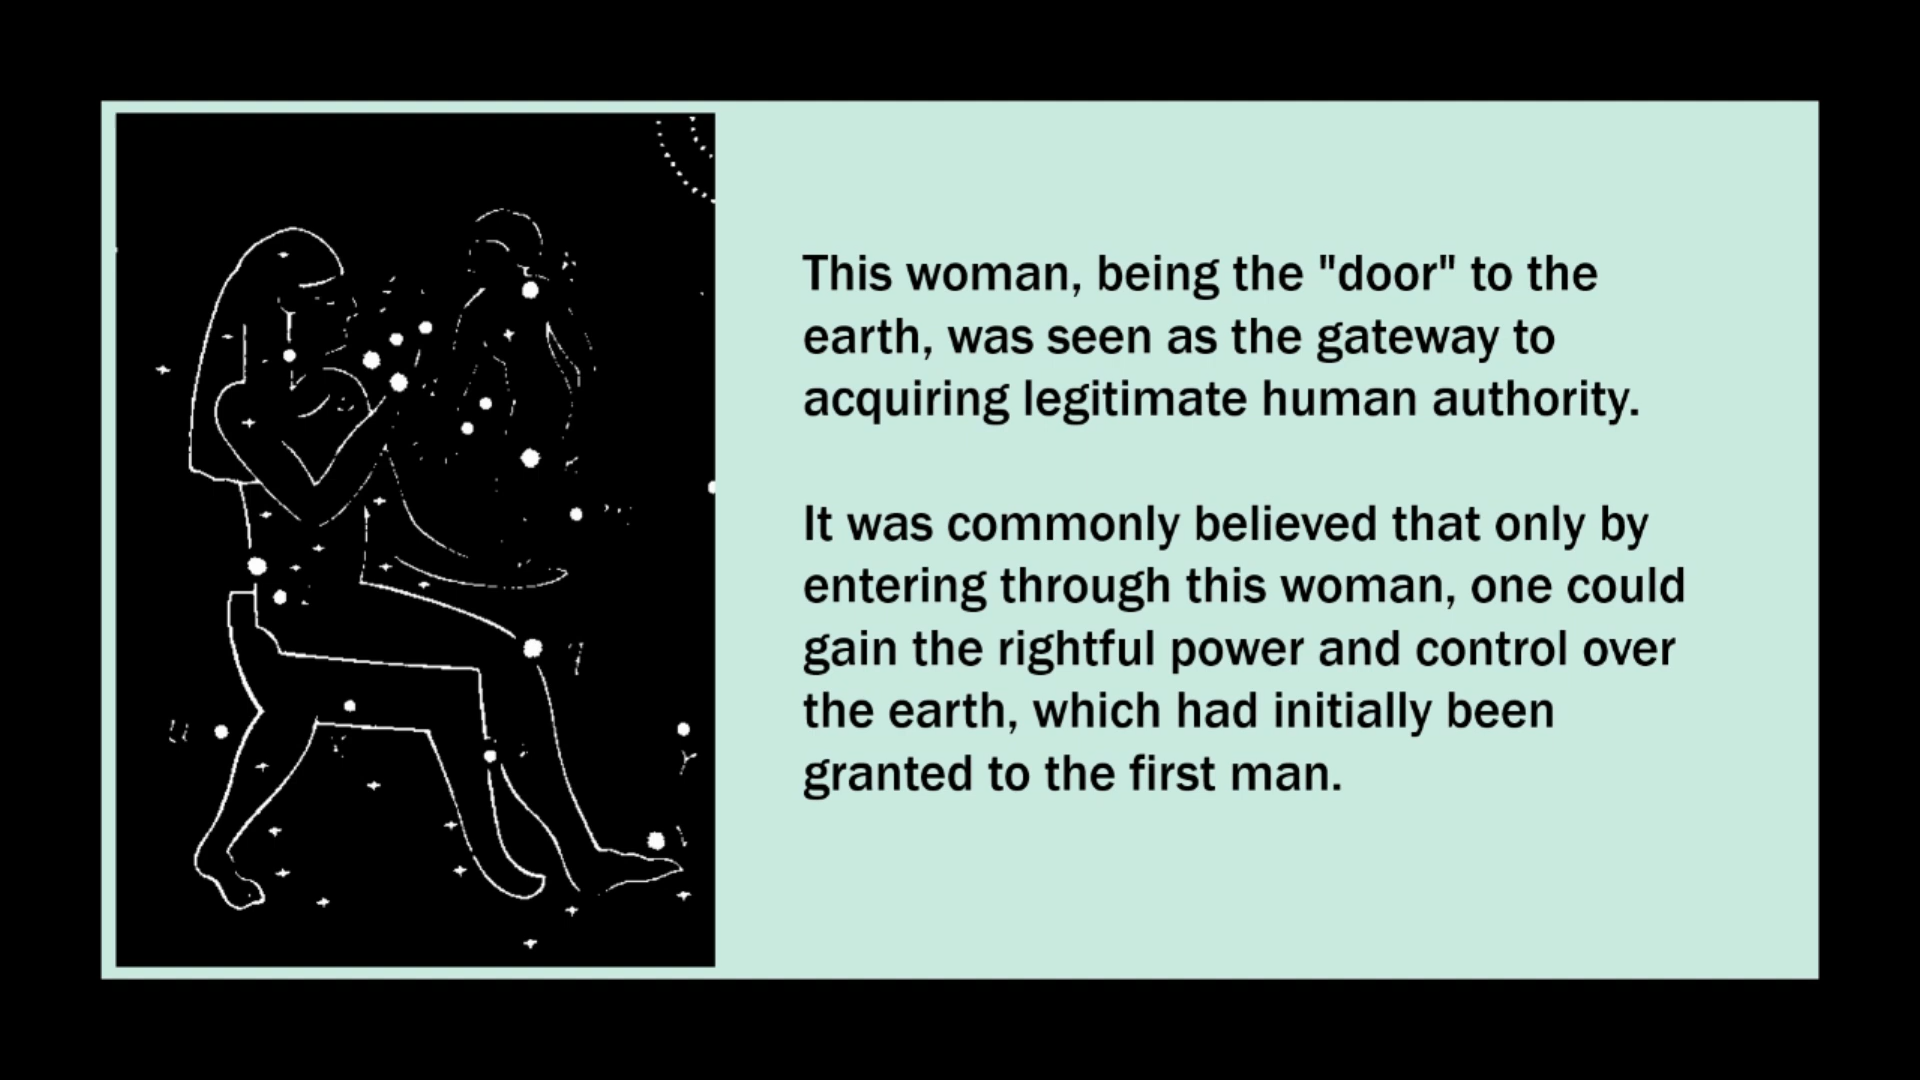 This woman, being the "door" to the
earth, was seen as the gateway to
acquiring legitimate human authority.
It was commonly believed that only by
entering through this woman, one could
gain the rightful power and control over
the earth, which had initially been
granted to the first man.